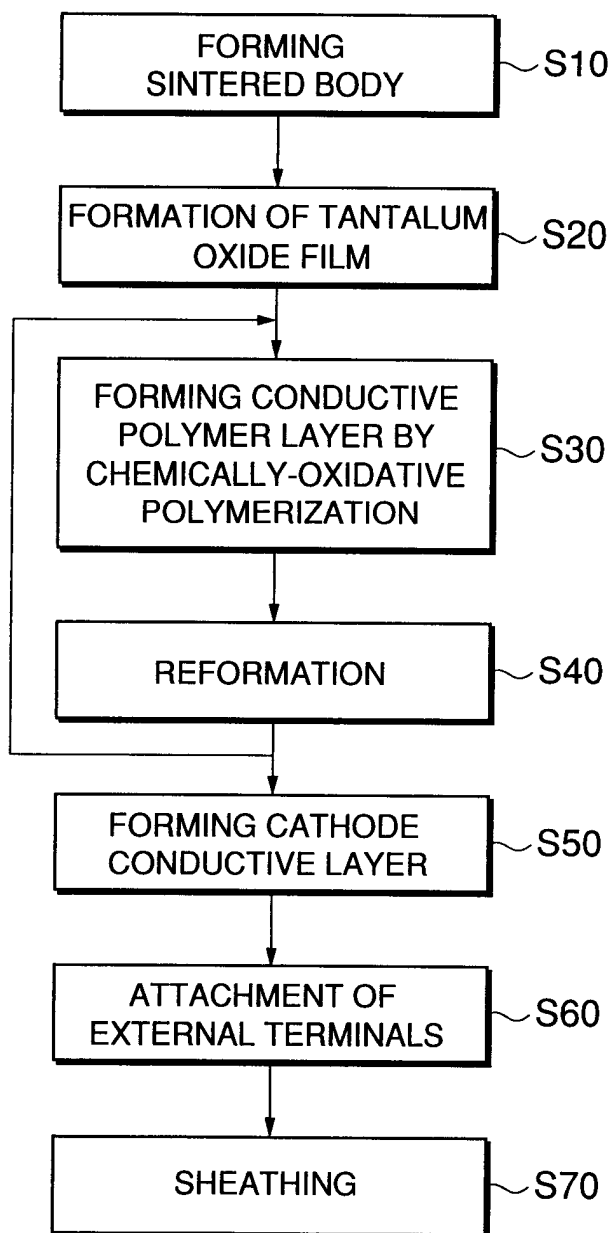 FORMING
SINTERED BODY
S10
FORMATION OF TANTALUM
OXIDE FILM
S20
FORMING CONDUCTIVE
POLYMER LAYER BY
CHEMICALLY-OXIDATIVE
POLYMERIZATION
S30
REFORMATION
S40
FORMING CATHODE
CONDUCTIVE LAYER
S50
ATTACHMENT OF
EXTERNAL TERMINALS
S60
SHEATHING
S70